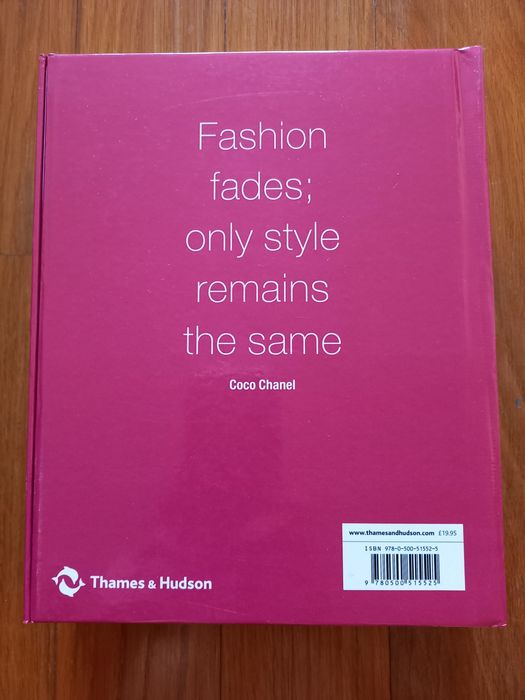 Fashion
fades;
only style
remains
the same
Coco Chanel
www.thamesandhudson.com £19.95
ISBN 978-0-500-51552-5
9 780500 515525
Thames & Hudson